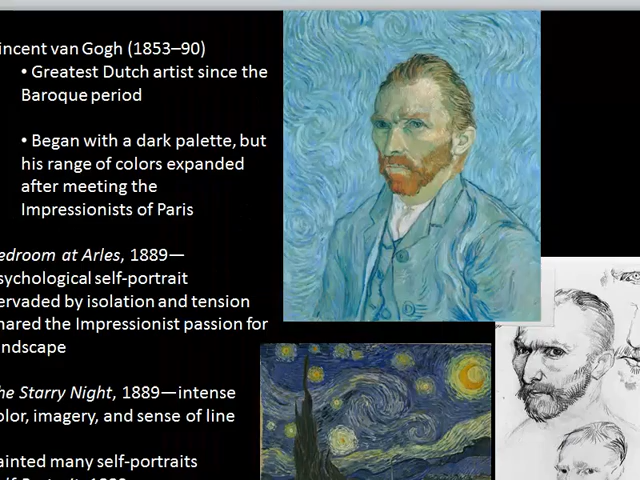 incent van Gogh (1853–90)
• Greatest Dutch artist since the
Baroque period
• Began with a dark palette, but
his range of colors expanded
after meeting the
Impressionists of Paris
edroom at Arles, 1889—
sychological self-portrait
ervaded by isolation and tension
hared the Impressionist passion for
andscape
he Starry Night, 1889—intense
olor, imagery, and sense of line
ainted many self-portraits